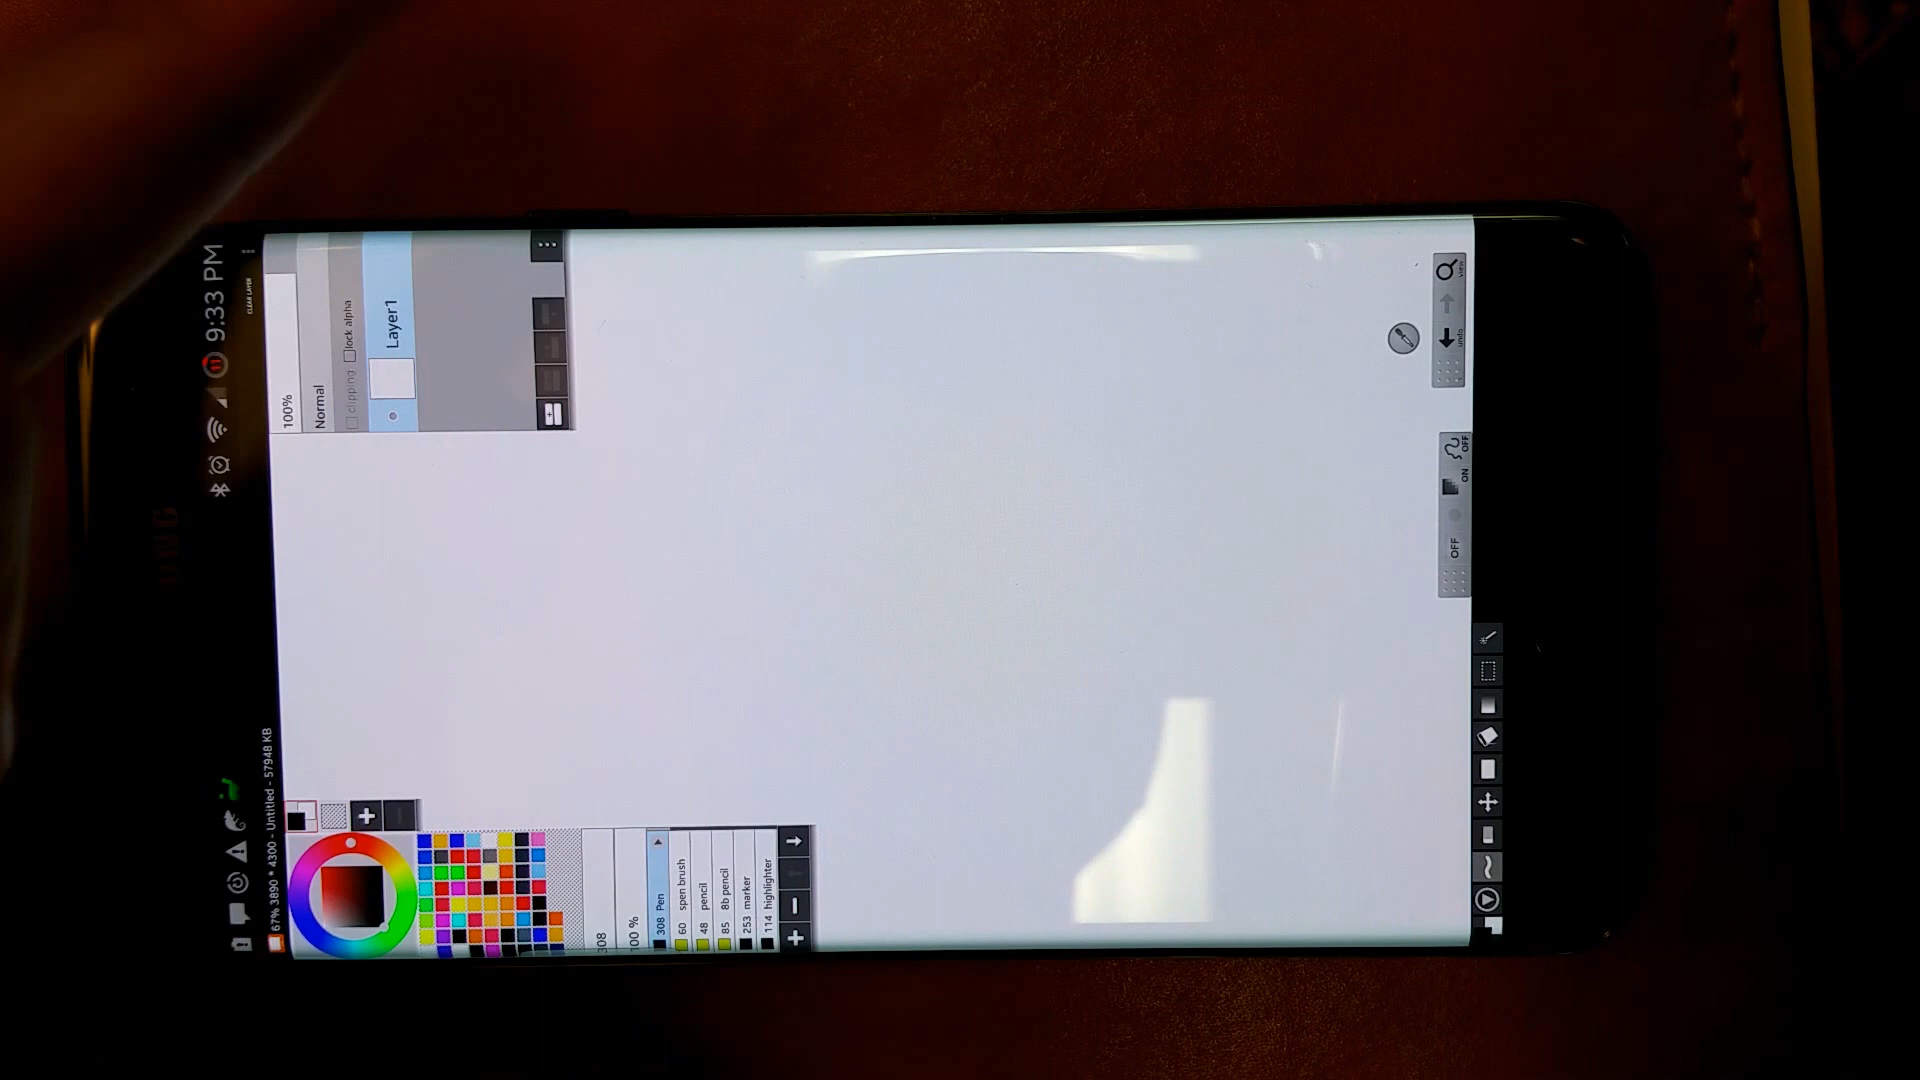 9:33 PM
67% 3890 * 4300 - Untitled - 57948 KB
CLEAR LAYER
100%
Normal
clipping lock alpha
Layer1
308
100 %
308 Pen
60 spen brush
48 pencil
85 8b pencil
253 marker
114 highlighter
OFF
ON
OFF
undo
view